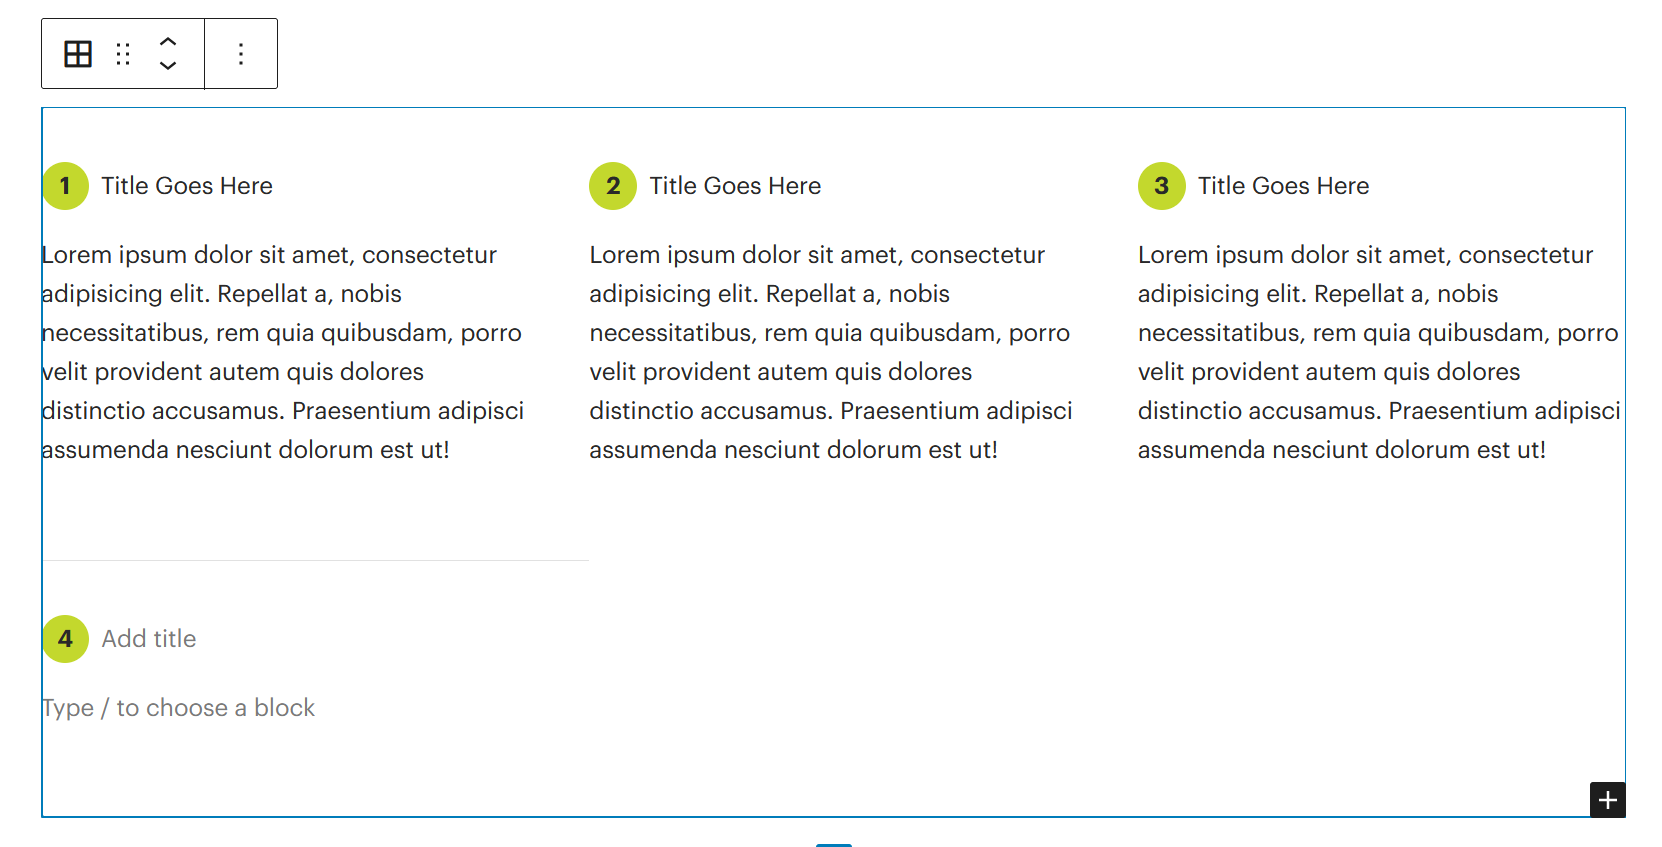 1 Title Goes Here
Lorem ipsum dolor sit amet, consectetur
adipisicing elit. Repellat a, nobis
necessitatibus, rem quia quibusdam, porro
velit provident autem quis dolores
distinctio accusamus. Praesentium adipisci
assumenda nesciunt dolorum est ut!
2 Title Goes Here
Lorem ipsum dolor sit amet, consectetur
adipisicing elit. Repellat a, nobis
necessitatibus, rem quia quibusdam, porro
velit provident autem quis dolores
distinctio accusamus. Praesentium adipisci
assumenda nesciunt dolorum est ut!
3 Title Goes Here
Lorem ipsum dolor sit amet, consectetur
adipisicing elit. Repellat a, nobis
necessitatibus, rem quia quibusdam, porro
velit provident autem quis dolores
distinctio accusamus. Praesentium adipisci
assumenda nesciunt dolorum est ut!
4 Add title
Type / to choose a block